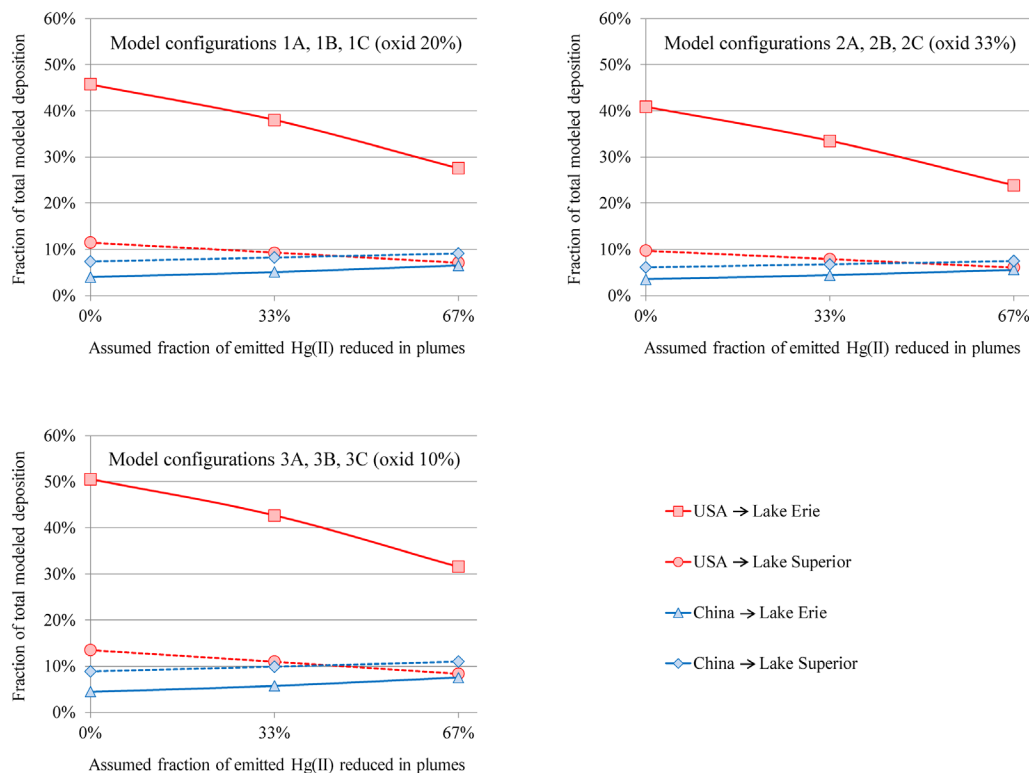 Fraction of total modeled deposition
60%
50%
40%
30%
20%
10%
0%
Model configurations 1A, 1B, 1C (oxid 20%)
0%
33%
67%
Assumed fraction of emitted Hg(II) reduced in plumes
Fraction of total modeled deposition
60%
50%
40%
30%
20%
10%
0%
Model configurations 2A, 2B, 2C (oxid 33%)
0%
33%
67%
Assumed fraction of emitted Hg(II) reduced in plumes
Fraction of total modeled deposition
60%
50%
40%
30%
20%
10%
0%
Model configurations 3A, 3B, 3C (oxid 10%)
0%
33%
67%
Assumed fraction of emitted Hg(II) reduced in plumes
USA → Lake Erie
USA → Lake Superior
China → Lake Erie
China → Lake Superior